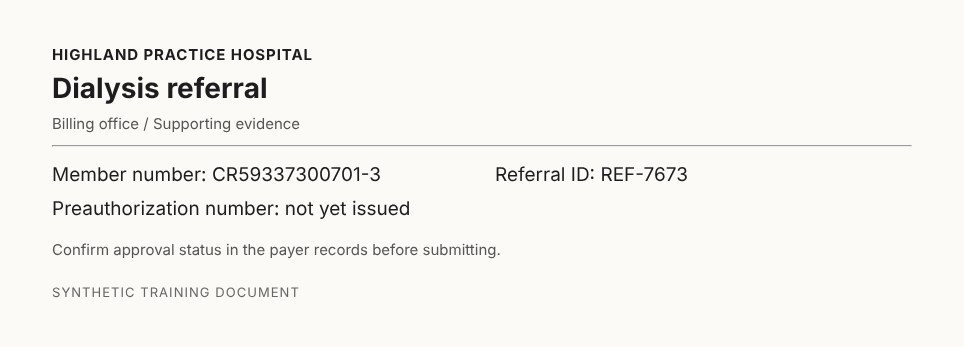 HIGHLAND PRACTICE HOSPITAL
Dialysis referral
Billing office / Supporting evidence
Member number: CR59337300701-3 Referral ID: REF-7673
Preauthorization number: not yet issued
Confirm approval status in the payer records before submitting.
SYNTHETIC TRAINING DOCUMENT